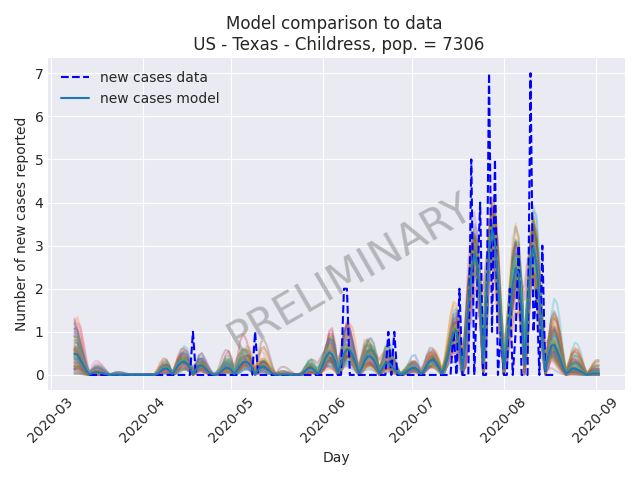 Model comparison to data
US - Texas - Childress, pop. = 7306
new cases data
new cases model
Number of new cases reported
7
6
5
4
3
2
1
0
PRELIMINARY
2020-03
2020-04
2020-05
2020-06
2020-07
2020-08
2020-09
Day